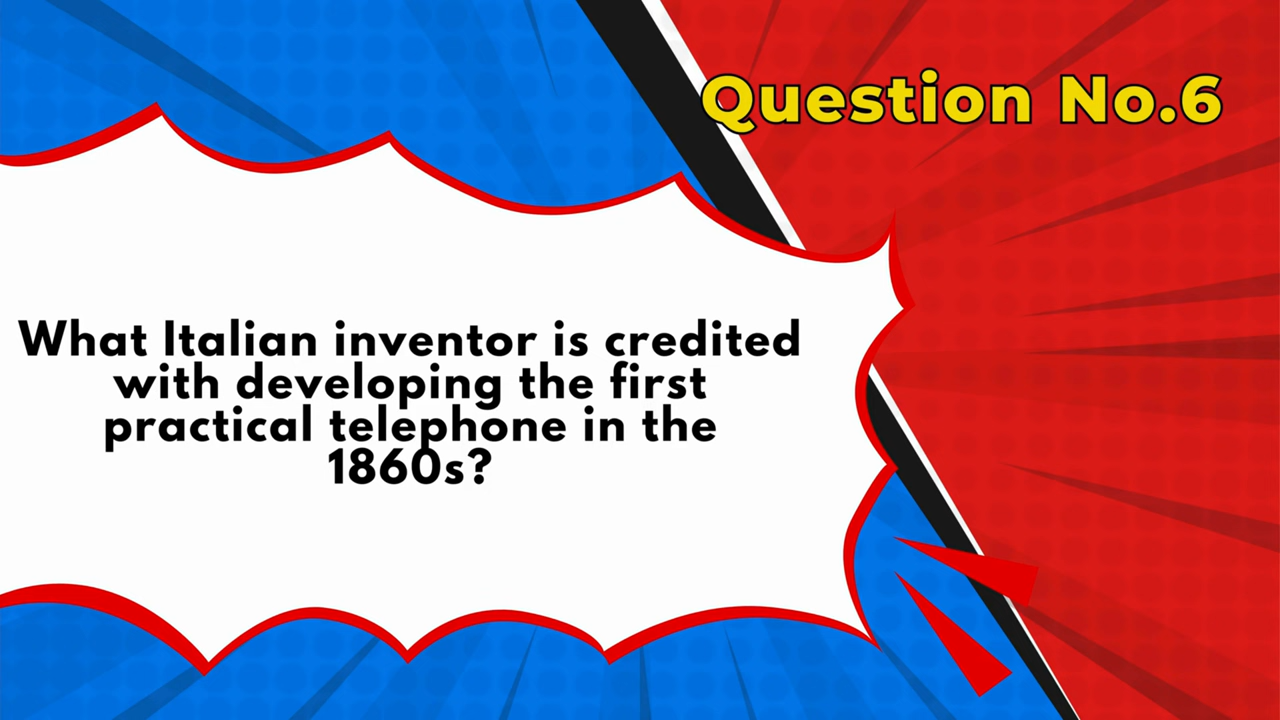 Question No.6
What Italian inventor is credited
with developing the first
practical telephone in the
1860s?